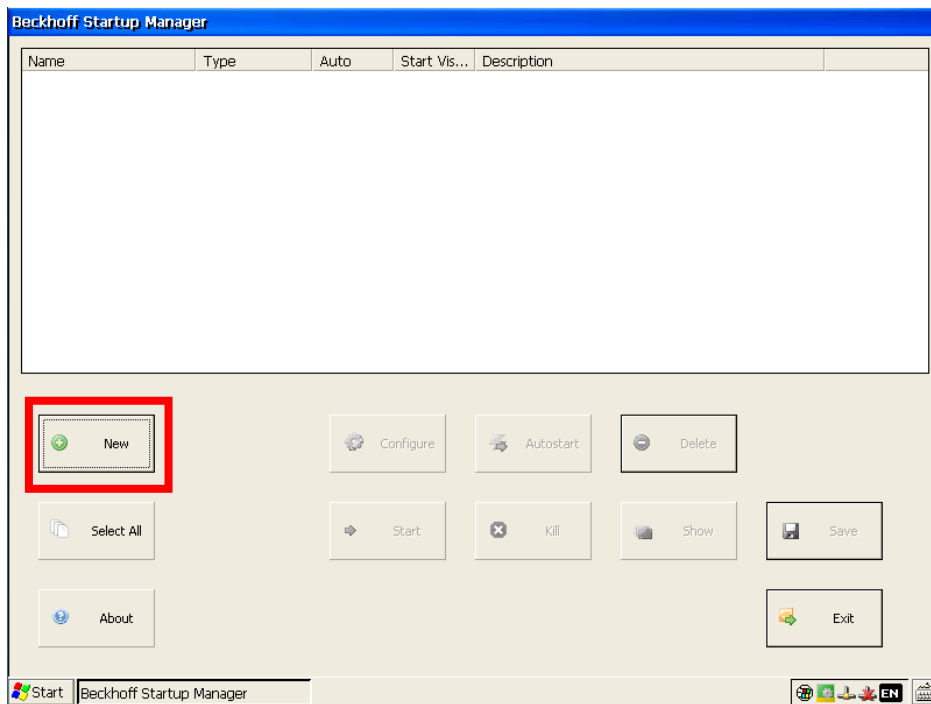 Beckhoff Startup Manager
Name Type Auto Start Vis... Description
New Configure Autostart Delete
Select All Start Kill Show Save
About Exit
Start Beckhoff Startup Manager EN